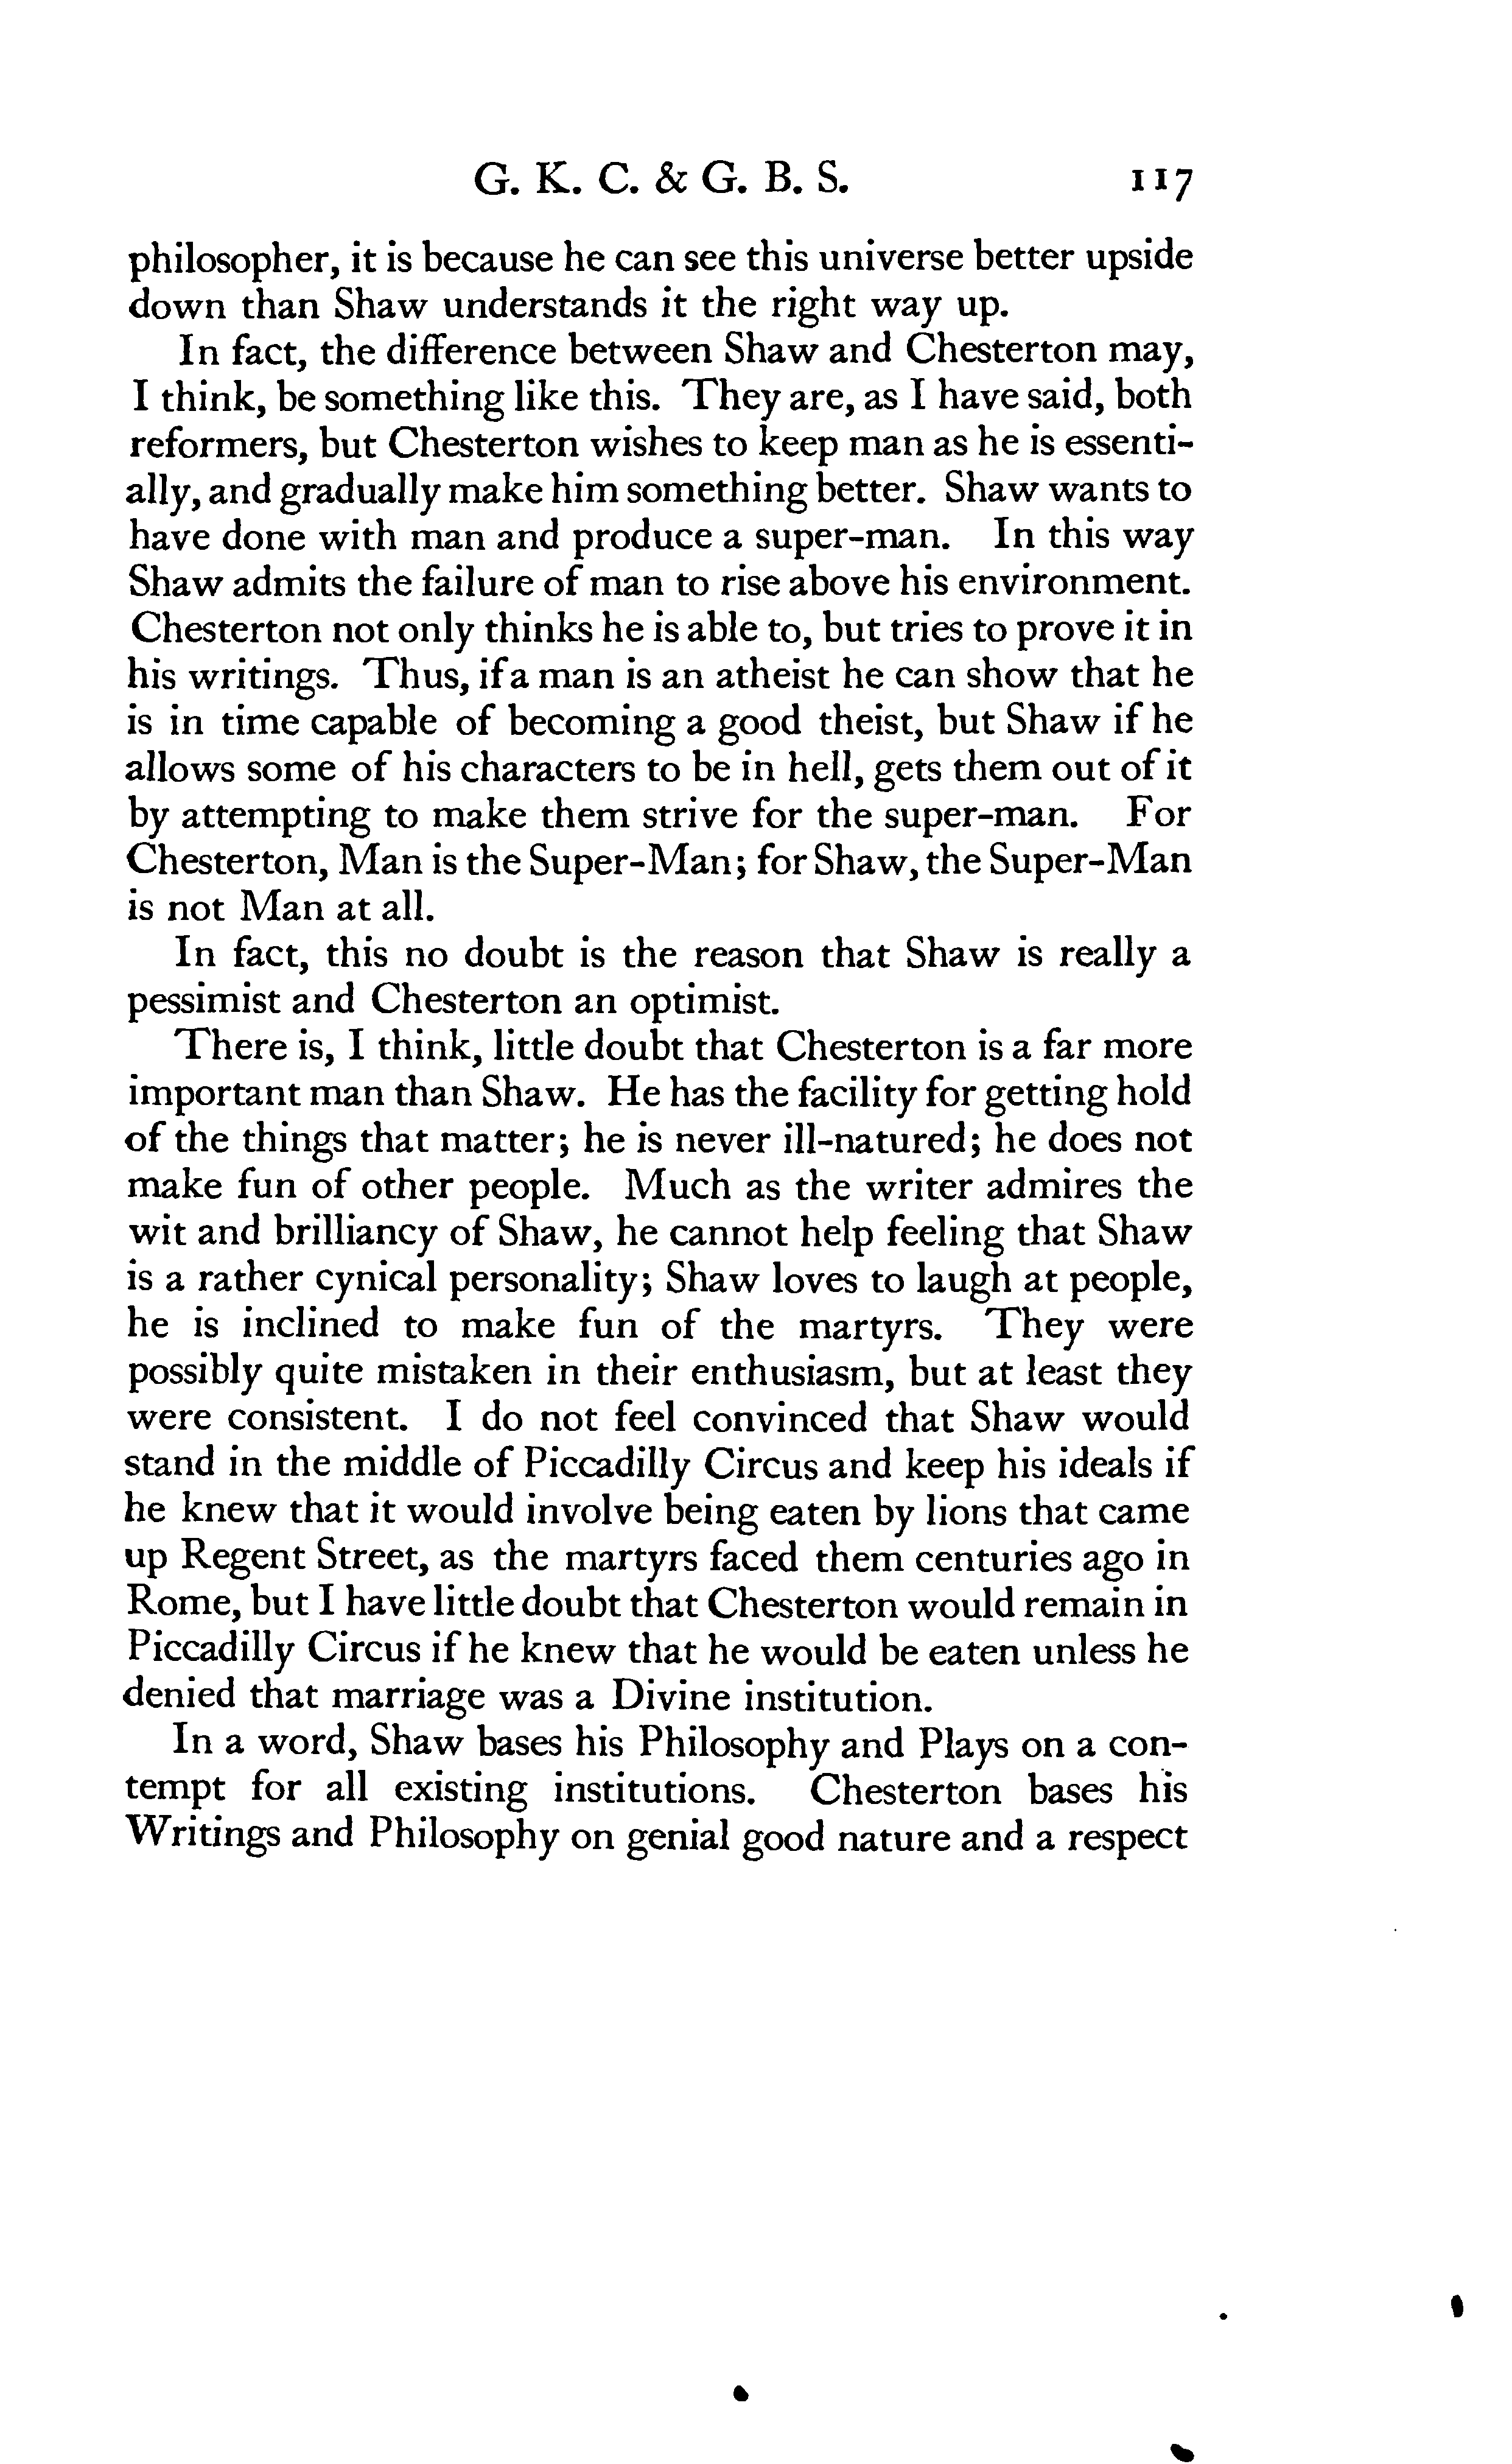 G. K. C. & G. B. S. 117
philosopher, it is because he can see this universe better upside
down than Shaw understands it the right way up.
In fact, the difference between Shaw and Chesterton may,
I think, be something like this. They are, as I have said, both
reformers, but Chesterton wishes to keep man as he is essenti-
ally, and gradually make him something better. Shaw wants to
have done with man and produce a super-man. In this way
Shaw admits the failure of man to rise above his environment.
Chesterton not only thinks he is able to, but tries to prove it in
his writings. Thus, if a man is an atheist he can show that he
is in time capable of becoming a good theist, but Shaw if he
allows some of his characters to be in hell, gets them out of it
by attempting to make them strive for the super-man. For
Chesterton, Man is the Super-Man; for Shaw, the Super-Man
is not Man at all.
In fact, this no doubt is the reason that Shaw is really a
pessimist and Chesterton an optimist.
There is, I think, little doubt that Chesterton is a far more
important man than Shaw. He has the facility for getting hold
of the things that matter; he is never ill-natured; he does not
make fun of other people. Much as the writer admires the
wit and brilliancy of Shaw, he cannot help feeling that Shaw
is a rather cynical personality; Shaw loves to laugh at people,
he is inclined to make fun of the martyrs. They were
possibly quite mistaken in their enthusiasm, but at least they
were consistent. I do not feel convinced that Shaw would
stand in the middle of Piccadilly Circus and keep his ideals if
he knew that it would involve being eaten by lions that came
up Regent Street, as the martyrs faced them centuries ago in
Rome, but I have little doubt that Chesterton would remain in
Piccadilly Circus if he knew that he would be eaten unless he
denied that marriage was a Divine institution.
In a word, Shaw bases his Philosophy and Plays on a con-
tempt for all existing institutions. Chesterton bases his
Writings and Philosophy on genial good nature and a respect